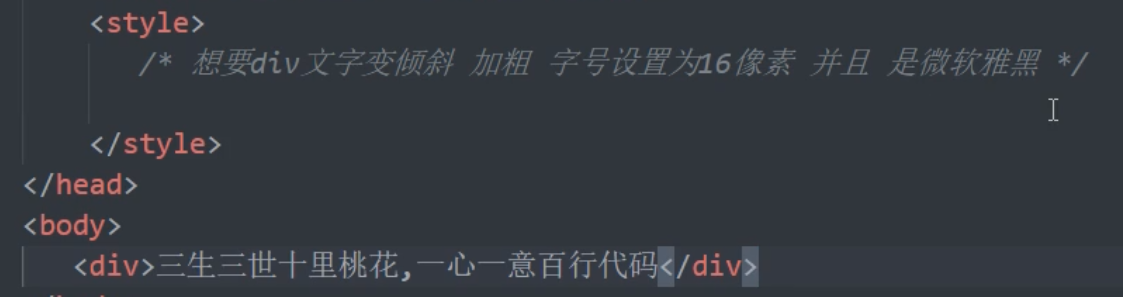 <style>
/* 想要div文字变倾斜 加粗 字号设置为16像素 并且 是微软雅黑 */
</style>
</head>
<body>
<div>三生三世十里桃花,一心一意百行代码</div>